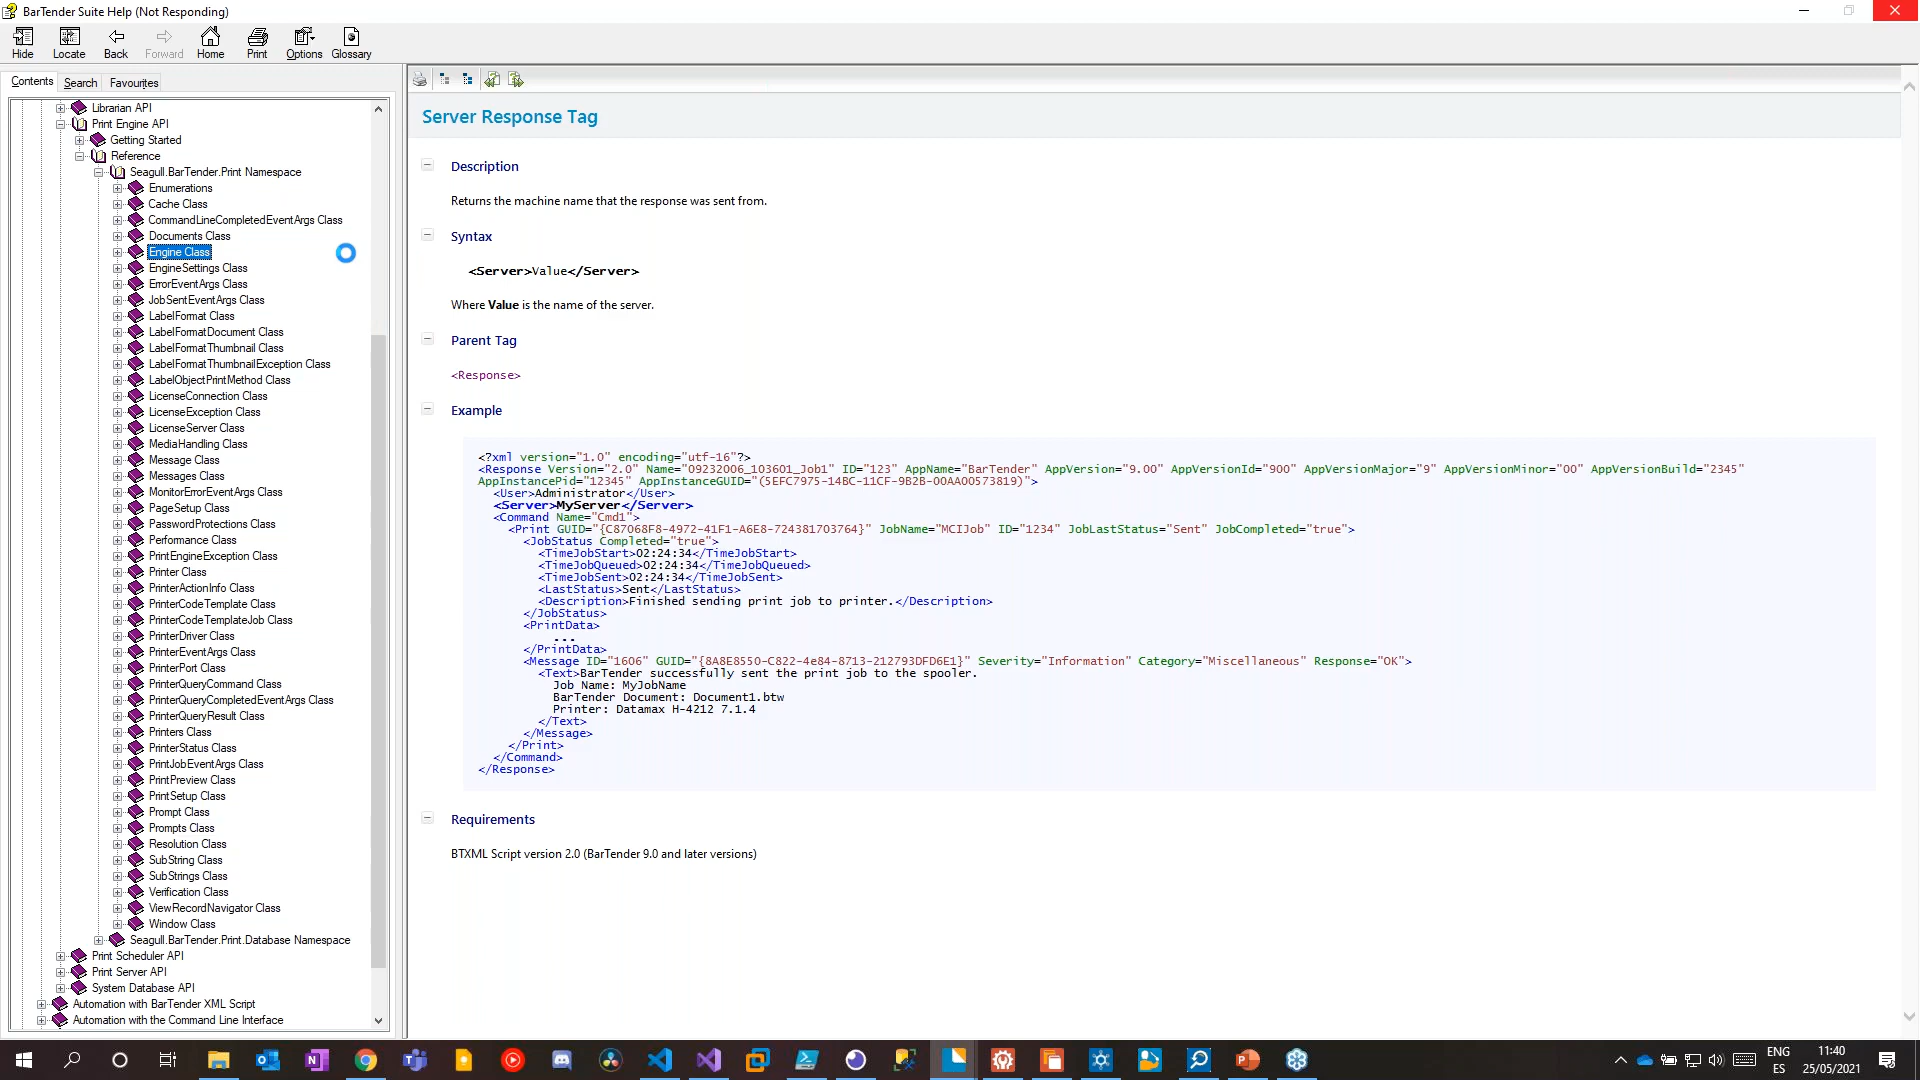 BarTender Suite Help (Not Responding)
Hide
Locate
Back
Forward
Home
Print
Options
Glossary
Contents
Search
Favourites
Librarian API
Print Engine API
Getting Started
Reference
Seagull.BarTender.Print Namespace
Enumerations
Cache Class
CommandLineCompletedEventArgs Class
Documents Class
Engine Class
EngineSettings Class
ErrorEventArgs Class
JobSentEventArgs Class
LabelFormat Class
LabelFormatDocument Class
LabelFormatThumbnail Class
LabelFormatThumbnailException Class
LabelObjectPrintMethod Class
LicenseConnection Class
LicenseException Class
LicenseServer Class
MediaHandling Class
Message Class
Messages Class
MonitorErrorEventArgs Class
PageSetup Class
PasswordProtections Class
Performance Class
PrintEngineException Class
Printer Class
PrinterActionInfo Class
PrinterCodeTemplate Class
PrinterCodeTemplateJob Class
PrinterDriver Class
PrinterEventArgs Class
PrinterPort Class
PrinterQueryCommand Class
PrinterQueryCompletedEventArgs Class
PrinterQueryResult Class
Printers Class
PrinterStatus Class
PrintJobEventArgs Class
PrintPreview Class
PrintSetup Class
Prompt Class
Prompts Class
Resolution Class
SubString Class
SubStrings Class
Verification Class
ViewRecordNavigator Class
Window Class
Seagull.BarTender.Print.Database Namespace
Print Scheduler API
Print Server API
System Database API
Automation with BarTender XML Script
Automation with the Command Line Interface
Server Response Tag
Description
Returns the machine name that the response was sent from.
Syntax
<Server>Value</Server>
Where Value is the name of the server.
Parent Tag
<Response>
Example
<?xml version="1.0" encoding="utf-16"?>
<Response Version="2.0" Name="09232006_103601_Job1" ID="123" AppName="BarTender" AppVersion="9.00" AppVersionId="900" AppVersionMajor="9" AppVersionMinor="00" AppVersionBuild="2345"
AppInstancePid="12345" AppInstanceGUID="(5EFC7975-14BC-11CF-9B2B-00AA00573819)">
<User>Administrator</User>
<Server>MyServer</Server>
<Command Name="Cmd1">
<Print GUID="{C87068F8-4972-41F1-A6E8-724381703764}" JobName="MCIJob" ID="1234" JobLastStatus="Sent" JobCompleted="true">
<JobStatus Completed="true">
<TimeJobStart>02:24:34</TimeJobStart>
<TimeJobQueued>02:24:34</TimeJobQueued>
<TimeJobSent>02:24:34</TimeJobSent>
<LastStatus>Sent</LastStatus>
<Description>Finished sending print job to printer.</Description>
</JobStatus>
<PrintData>
...
</PrintData>
<Message ID="1606" GUID="{8A8E8550-C822-4e84-8713-212793DFD6E1}" Severity="Information" Category="Miscellaneous" Response="OK">
<Text>BarTender successfully sent the print job to the spooler.
Job Name: MyJobName
BarTender Document: Document1.btw
Printer: Datamax H-4212 7.1.4
</Text>
</Message>
</Print>
</Command>
</Response>
Requirements
BTXML Script version 2.0 (BarTender 9.0 and later versions)
ENG
ES
11:40
25/05/2021